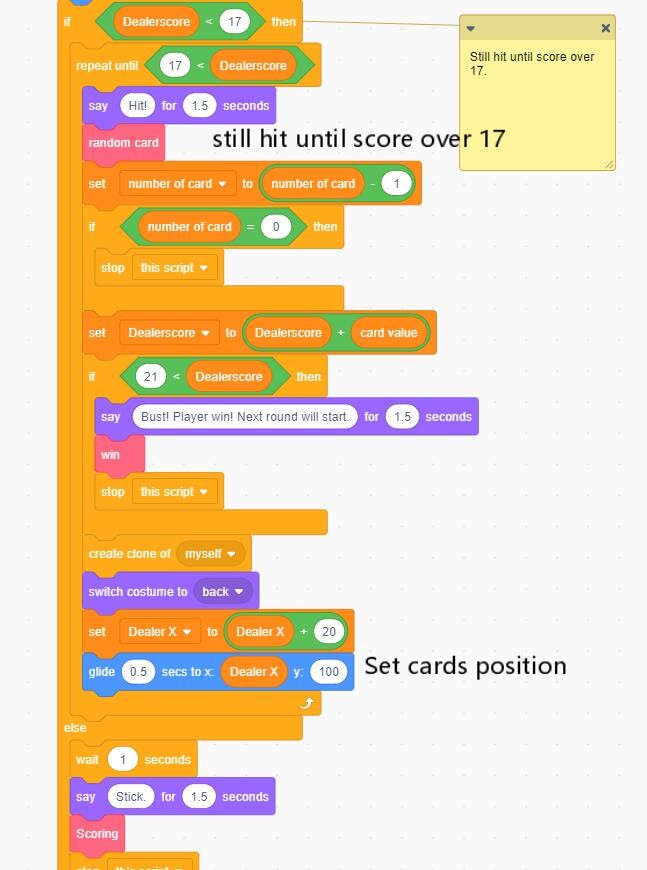 if Dealerscore < 17 then
Still hit until score over
17.
repeat until 17 < Dealerscore
say Hit! for 1.5 seconds
random card
still hit until score over 17
set number of card to number of card - 1
if number of card = 0 then
stop this script
set Dealerscore to Dealerscore + card value
if 21 < Dealerscore then
say Bust! Player win! Next round will start. for 1.5 seconds
win
stop this script
create clone of myself
switch costume to back
set Dealer X to Dealer X + 20
glide 0.5 secs to x: Dealer X y: 100
Set cards position
else
wait 1 seconds
say Stick. for 1.5 seconds
Scoring
stop this script